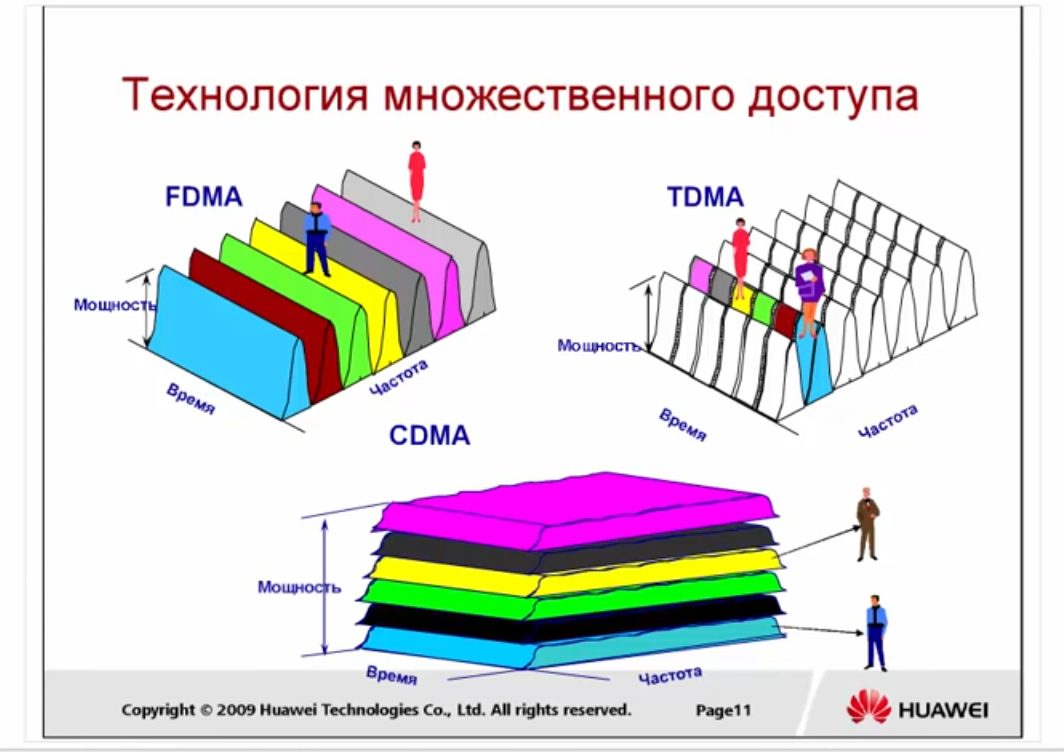 Технология множественного доступа
FDMA
Мощность
Время
Частота
TDMA
Мощность
Время
Частота
CDMA
Мощность
Время
Частота
Copyright © 2009 Huawei Technologies Co., Ltd. All rights reserved.
Page11
HUAWEI